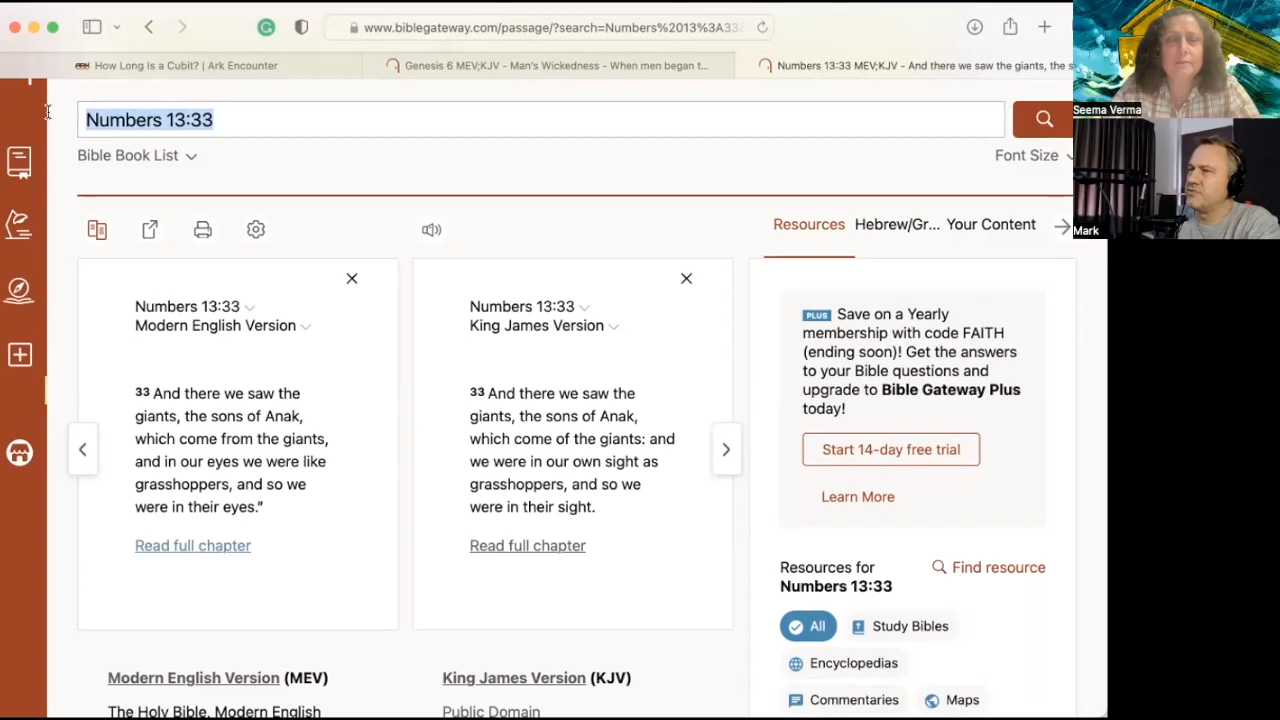 www.biblegateway.com/passage/?search=Numbers%2013%3A33&
How Long Is a Cubit? | Ark Encounter
Genesis 6 MEV;KJV - Man's Wickedness - When men began t...
Numbers 13:33 MEV;KJV - And there we saw the giants, the s
Seema Verma
Mark
Numbers 13:33
Bible Book List
Font Size
Resources
Hebrew/Gr...
Your Content
Numbers 13:33
Modern English Version
33 And there we saw the
giants, the sons of Anak,
which come from the giants,
and in our eyes we were like
grasshoppers, and so we
were in their eyes.”
Read full chapter
Numbers 13:33
King James Version
33 And there we saw the
giants, the sons of Anak,
which come of the giants: and
we were in our own sight as
grasshoppers, and so we
were in their sight.
Read full chapter
PLUS Save on a Yearly
membership with code FAITH
(ending soon)! Get the answers
to your Bible questions and
upgrade to Bible Gateway Plus
today!
Start 14-day free trial
Learn More
Resources for
Numbers 13:33
Find resource
All
Study Bibles
Encyclopedias
Commentaries
Maps
Modern English Version (MEV)
The Holy Bible, Modern English
King James Version (KJV)
Public Domain